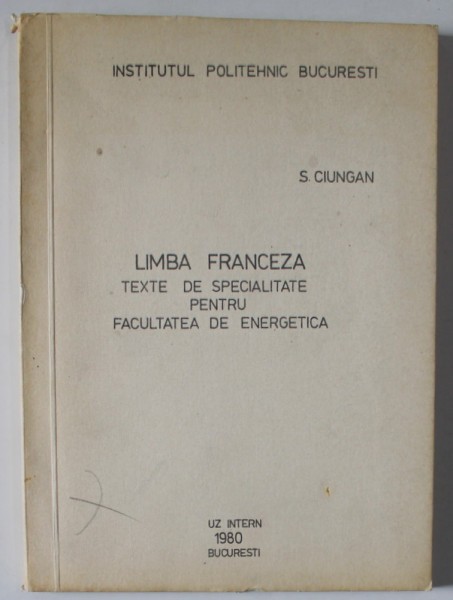 INSTITUTUL POLITEHNIC BUCURESTI
S. CIUNGAN
LIMBA FRANCEZA
TEXTE DE SPECIALITATE
PENTRU
FACULTATEA DE ENERGETICA
UZ INTERN
1980
BUCURESTI